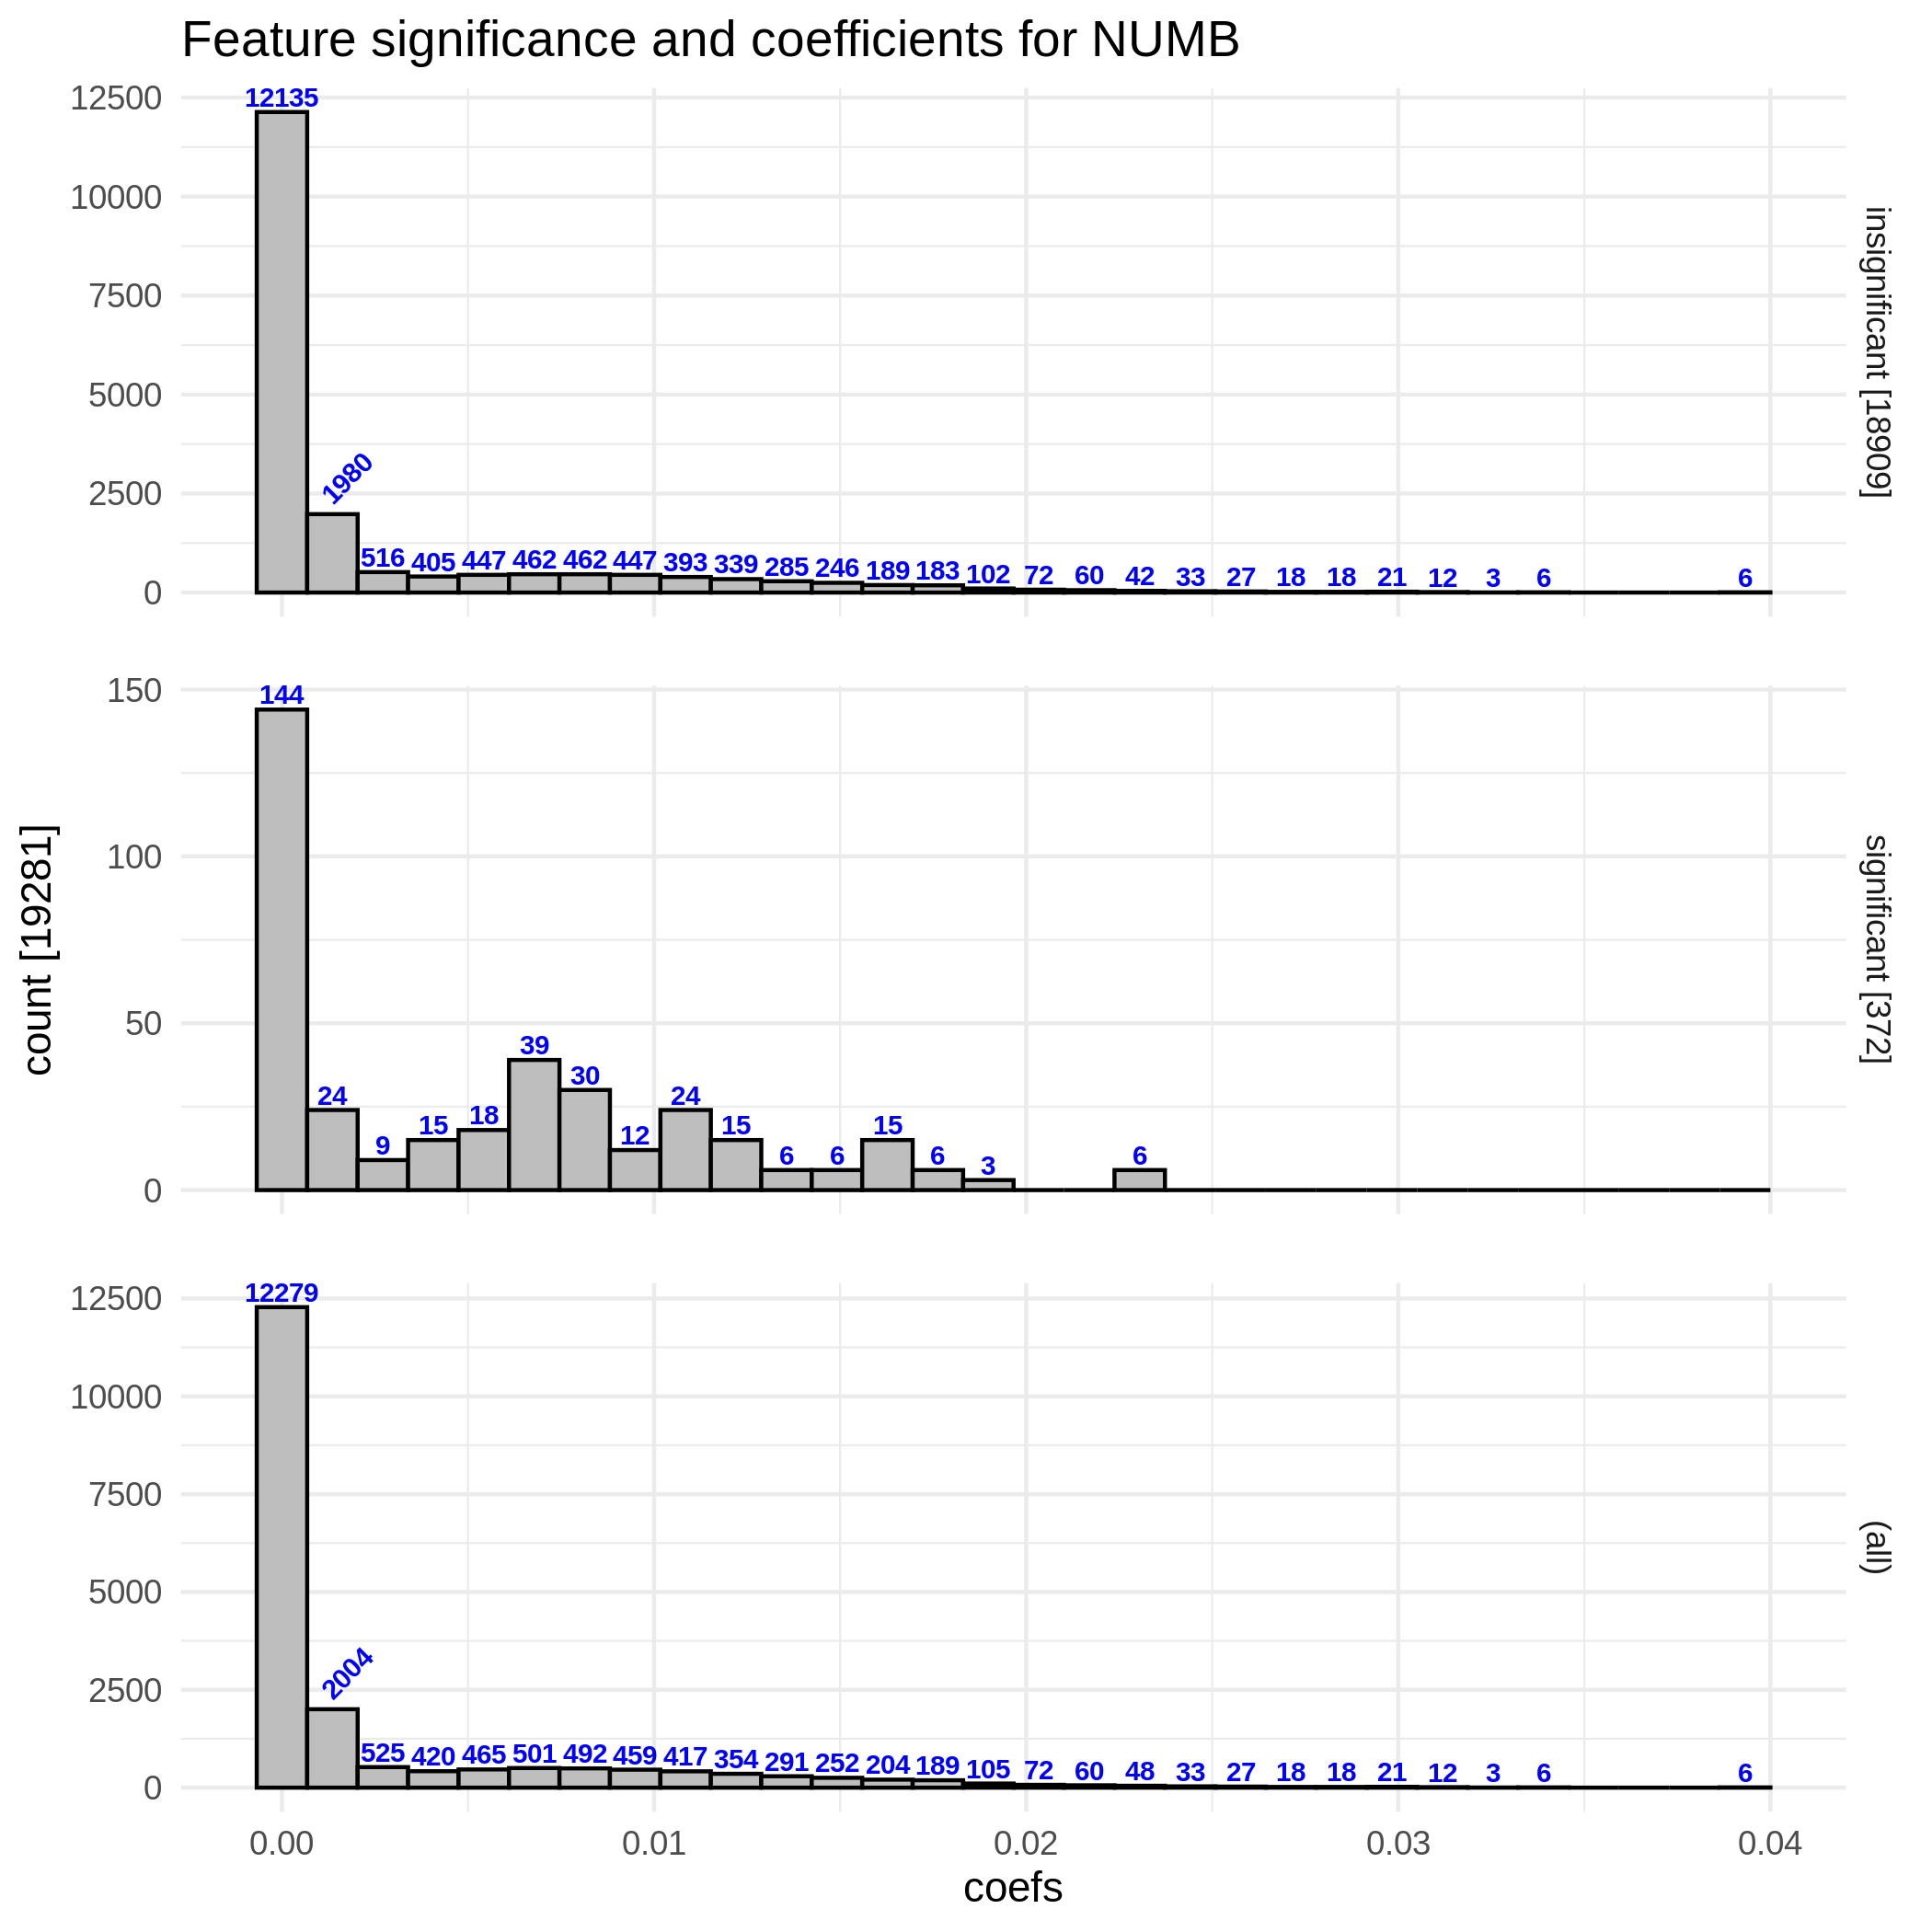 Feature significance and coefficients for NUMB
12500
10000
7500
5000
2500
0
12135
1980
516 405 447 462 462 447 393 339 285 246 189 183 102 72 60 42 33 27 18 18 21 12 3 6 6
insignificant [18909]
150
100
50
0
144
24 9 15 18 39 30 12 24 15 6 6 15 6 3 6
significant [372]
count [19281]
12500
10000
7500
5000
2500
0
12279
2004
525 420 465 501 492 459 417 354 291 252 204 189 105 72 60 48 33 27 18 18 21 12 3 6 6
(all)
0.00 0.01 0.02 0.03 0.04
coefs